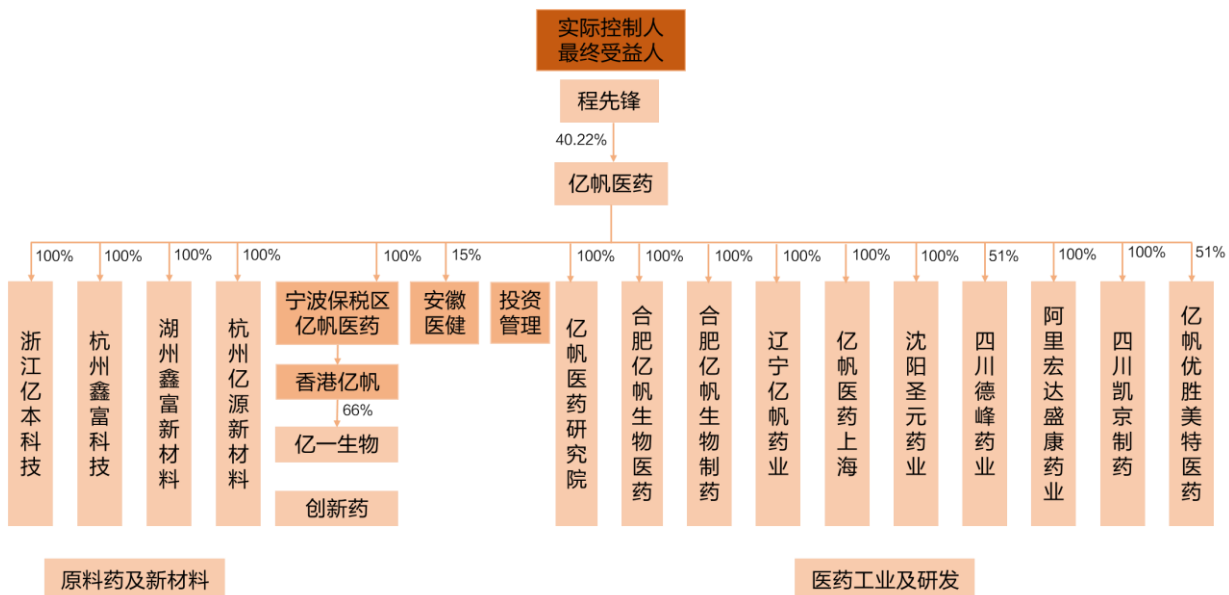 实际控制人
最终受益人
程先锋
40.22%
亿帆医药
100%
100%
100%
100%
100%
15%
100%
100%
100%
100%
100%
100%
51%
100%
100%
51%
浙江亿本科技
杭州鑫富科技
湖州鑫富新材料
杭州亿源新材料
宁波保税区
亿帆医药
香港亿帆
66%
亿一生物
创新药
安徽
医健
投资
管理
亿帆医药研究院
合肥亿帆生物医药
合肥亿帆生物制药
辽宁亿帆药业
亿帆医药上海
沈阳圣元药业
四川德峰药业
阿里宏达盛康药业
四川凯京制药
亿帆优胜美特医药
原料药及新材料
医药工业及研发